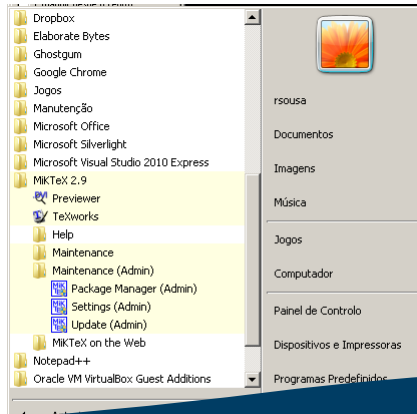 Dropbox
Elaborate Bytes
Ghostgum
Google Chrome
Jogos
Manutenção
Microsoft Office
Microsoft Silverlight
Microsoft Visual Studio 2010 Express
MiKTeX 2.9
Previewer
TeXworks
Help
Maintenance
Maintenance (Admin)
Package Manager (Admin)
Settings (Admin)
Update (Admin)
MiKTeX on the Web
Notepad++
Oracle VM VirtualBox Guest Additions
rsousa
Documentos
Imagens
Música
Jogos
Computador
Painel de Controlo
Dispositivos e Impressoras
Programas Predefinidos